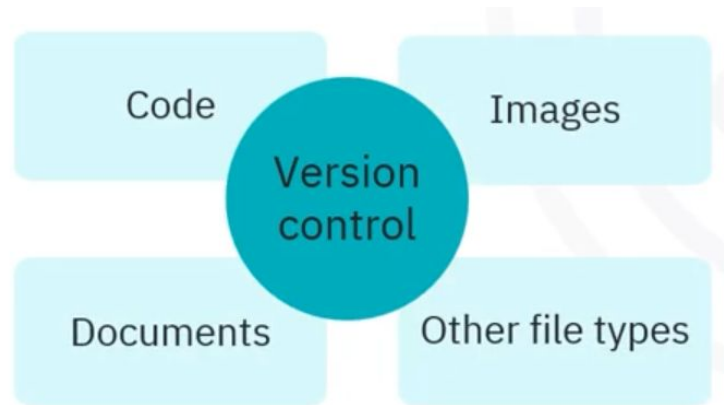 Code
Images
Version
control
Documents
Other file types